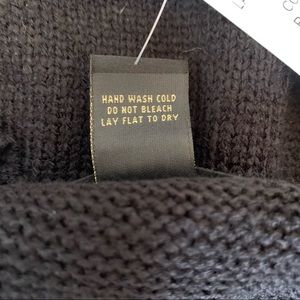 HAND WASH COLD
DO NOT BLEACH
LAY FLAT TO DRY